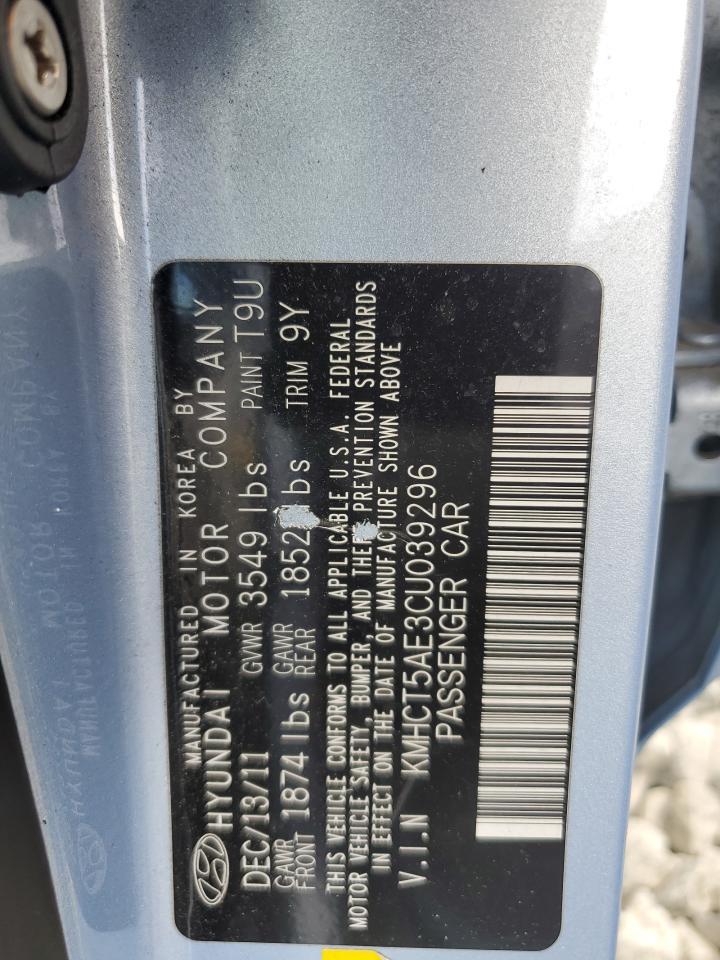 MANUFACTURED IN KOREA BY
HYUNDAI MOTOR COMPANY
DEC/13/11 GVWR 3549 lbs PAINT T9U
GAWR FRONT 1874 lbs GAWR REAR 1852 bs TRIM 9Y
THIS VEHICLE CONFORMS TO ALL APPLICABLE U.S.A. FEDERAL
MOTOR VEHICLE SAFETY, BUMPER, AND THEFT PREVENTION STANDARDS
IN EFFECT ON THE DATE OF MANUFACTURE SHOWN ABOVE
V.I.N KMHCT5AE3CU039296
PASSENGER CAR